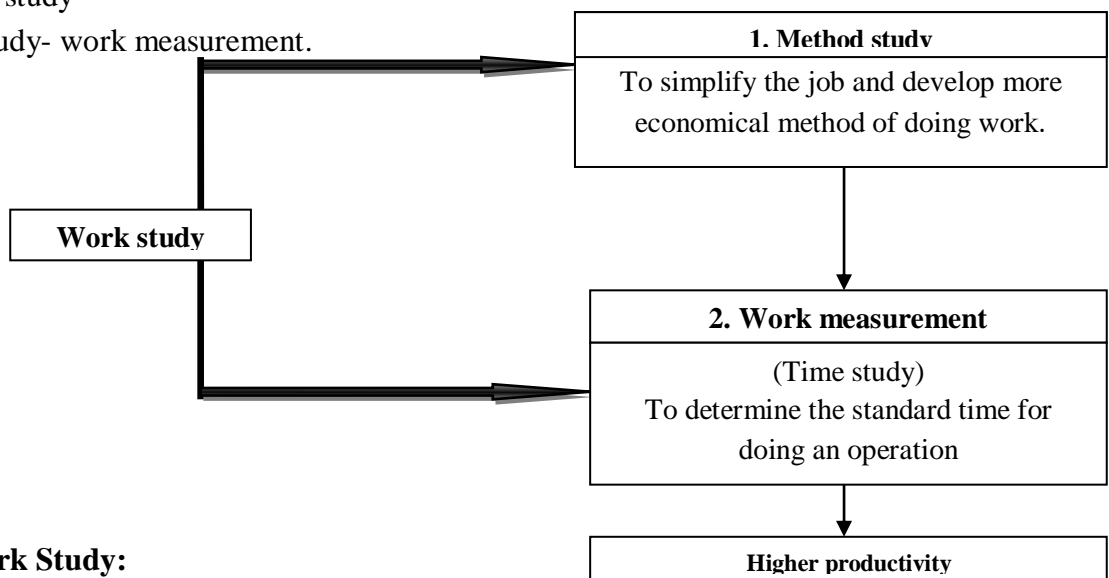 study
udy- work measurement.
1. Method study
To simplify the job and develop more
economical method of doing work.
Work study
2. Work measurement
(Time study)
To determine the standard time for
doing an operation
rk Study:
Higher productivity